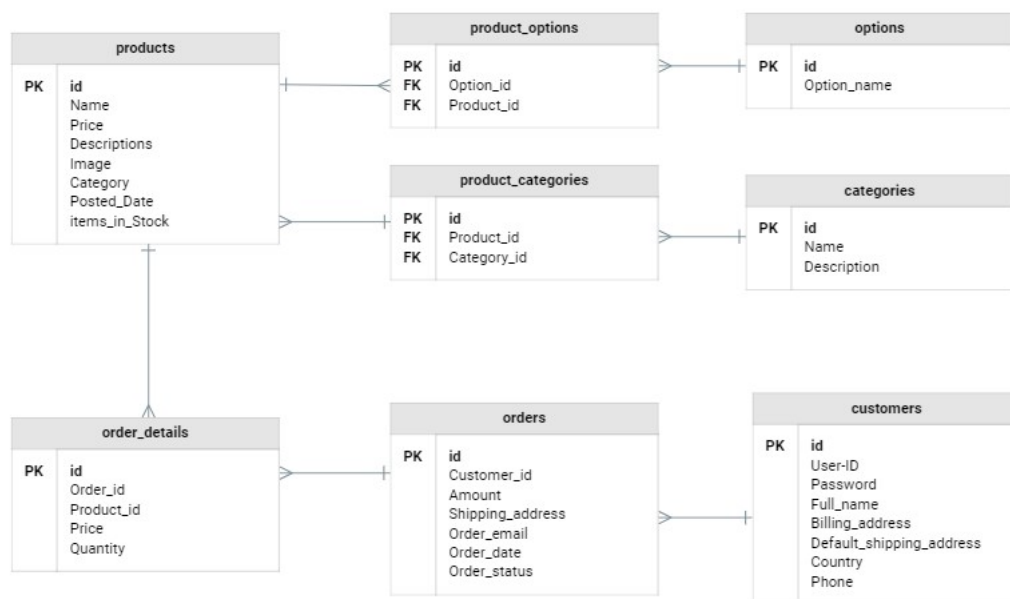 products
PK id
Name
Price
Descriptions
Image
Category
Posted_Date
items_in_Stock
product_options
PK id
FK Option_id
FK Product_id
options
PK id
Option_name
product_categories
PK id
FK Product_id
FK Category_id
categories
PK id
Name
Description
order_details
PK id
Order_id
Product_id
Price
Quantity
orders
PK id
Customer_id
Amount
Shipping_address
Order_email
Order_date
Order_status
customers
PK id
User-ID
Password
Full_name
Billing_address
Default_shipping_address
Country
Phone